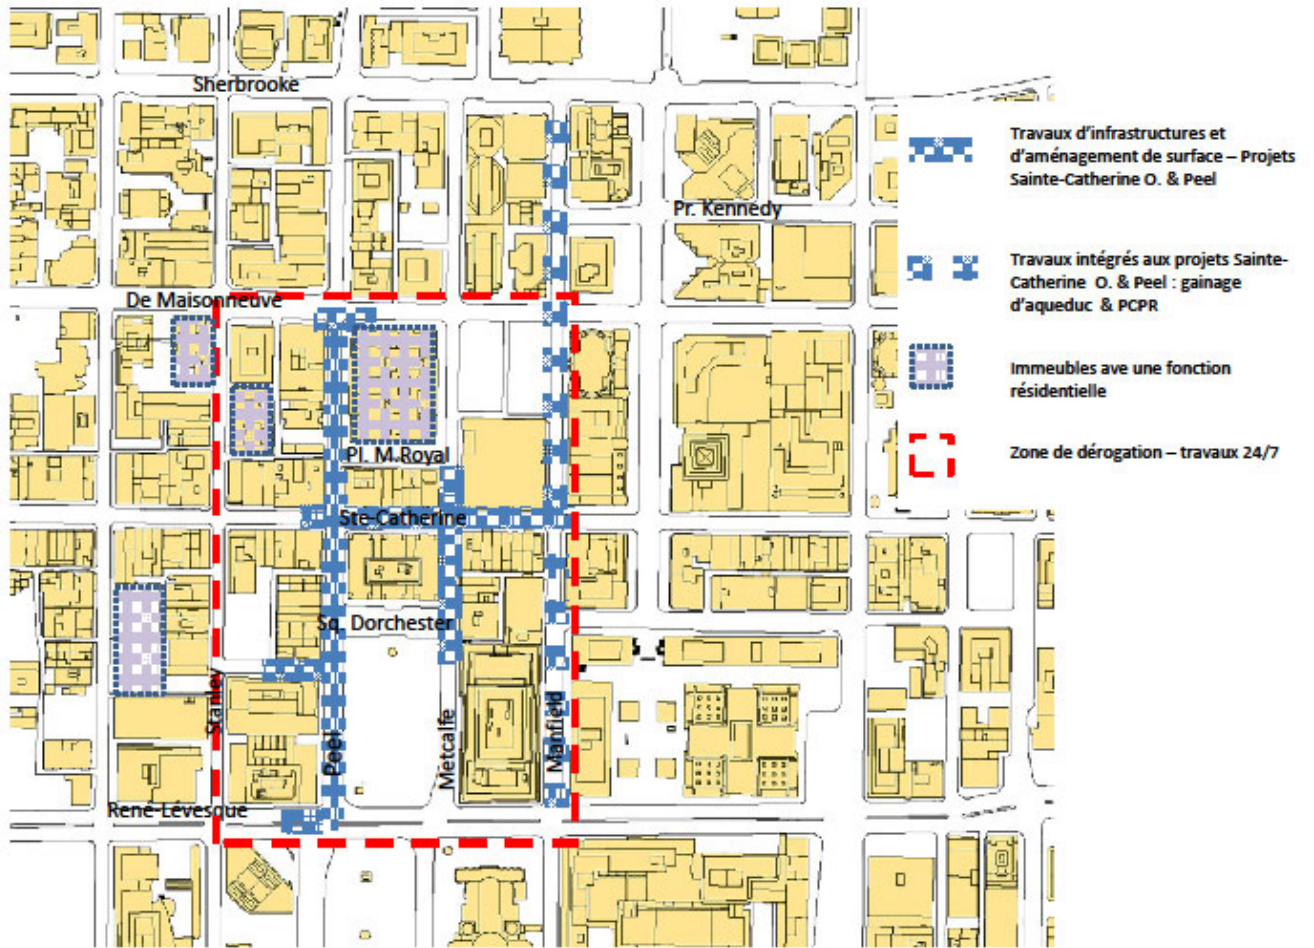 Sherbrooke
Travaux d'infrastructures et
d'aménagement de surface – Projets
Sainte-Catherine O. & Peel
Pr. Kennedy
Travaux intégrés aux projets Sainte-
Catherine O. & Peel : gainage
d'aqueduc & PCPR
De Maisonneuve
Immeubles ave une fonction
résidentielle
Pl. M.Royal
Zone de dérogation – travaux 24/7
Ste-Catherine
Sq. Dorchester
Stanley
Peel
Metcalfe
Manfield
René-Lévesque